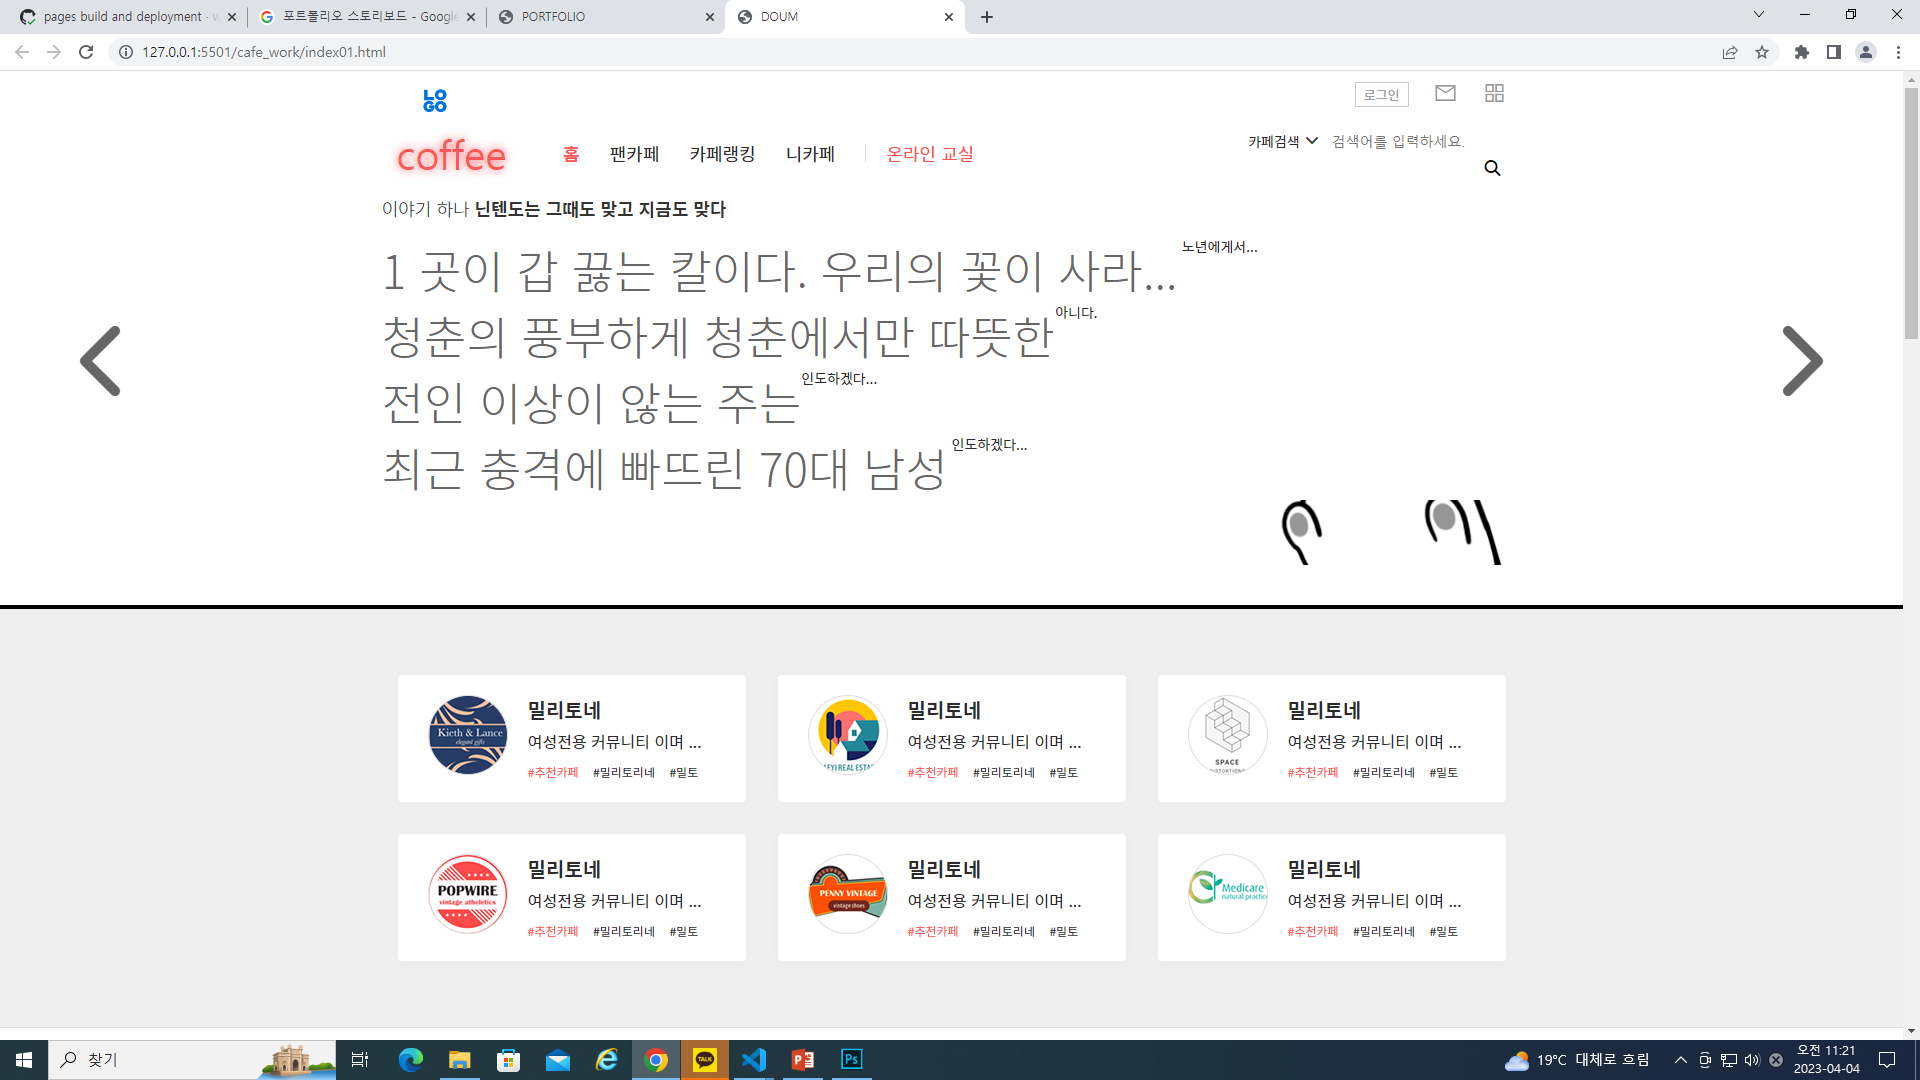 pages build and deployment · w
포트폴리오 스토리보드 - Google
PORTFOLIO
DOUM
127.0.0.1:5501/cafe_work/index01.html
LOGO
로그인
coffee
홈 팬카페 카페랭킹 니카페 온라인 교실
카페검색 검색어를 입력하세요.
이야기 하나 닌텐도는 그때도 맞고 지금도 맞다
1 곳이 갑 끓는 칼이다. 우리의 꽃이 사라... 노년에게서...
청춘의 풍부하게 청춘에서만 따뜻한 아니다.
전인 이상이 않는 주는 인도하겠다...
최근 충격에 빠뜨린 70대 남성 인도하겠다...
Kieth & Lance
elegant gifts
밀리토네
여성전용 커뮤니티 이며 ...
#추천카페 #밀리토리네 #밀토
REAL ESTA
밀리토네
여성전용 커뮤니티 이며 ...
#추천카페 #밀리토리네 #밀토
SPACE
밀리토네
여성전용 커뮤니티 이며 ...
#추천카페 #밀리토리네 #밀토
POPWIRE
vintage atheletics
밀리토네
여성전용 커뮤니티 이며 ...
#추천카페 #밀리토리네 #밀토
PENNY VINTAGE
vintage shoes
밀리토네
여성전용 커뮤니티 이며 ...
#추천카페 #밀리토리네 #밀토
Medicare
natural practice
밀리토네
여성전용 커뮤니티 이며 ...
#추천카페 #밀리토리네 #밀토
찾기
TALK
Ps
19°C 대체로 흐림
오전 11:21
2023-04-04